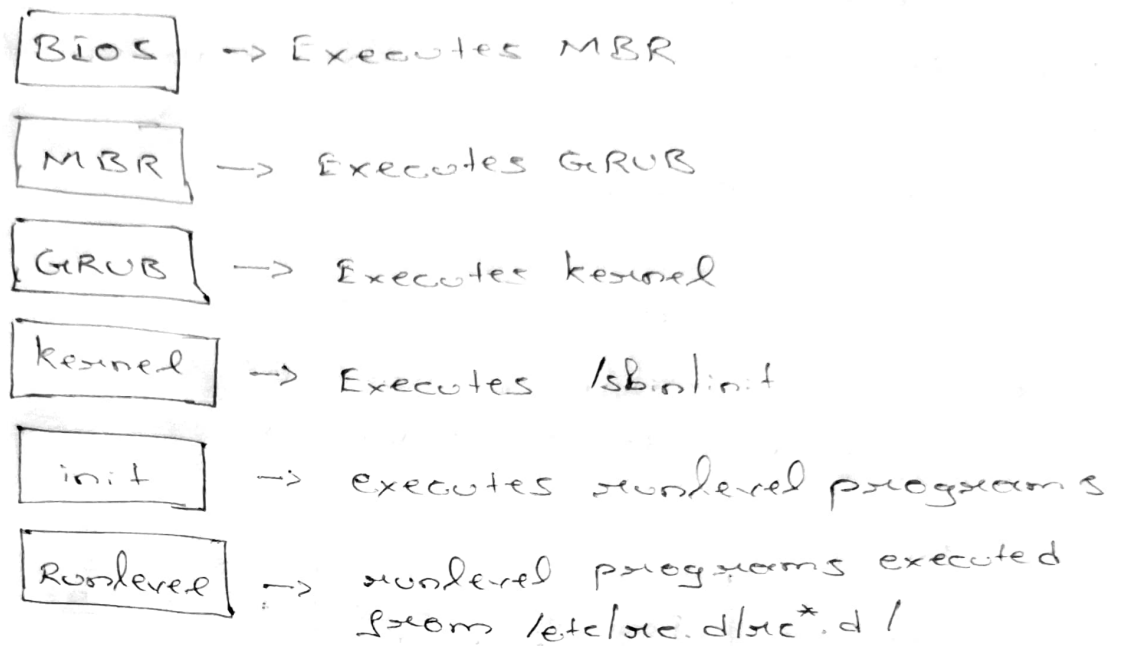 BIOS -> Executes MBR
MBR -> Executes GRUB
GRUB -> Executes kernel
kernel -> Executes /sbin/init
init -> executes runlevel programs
Runlevel -> runlevel programs executed
from /etc/rc.d/rc*.d/